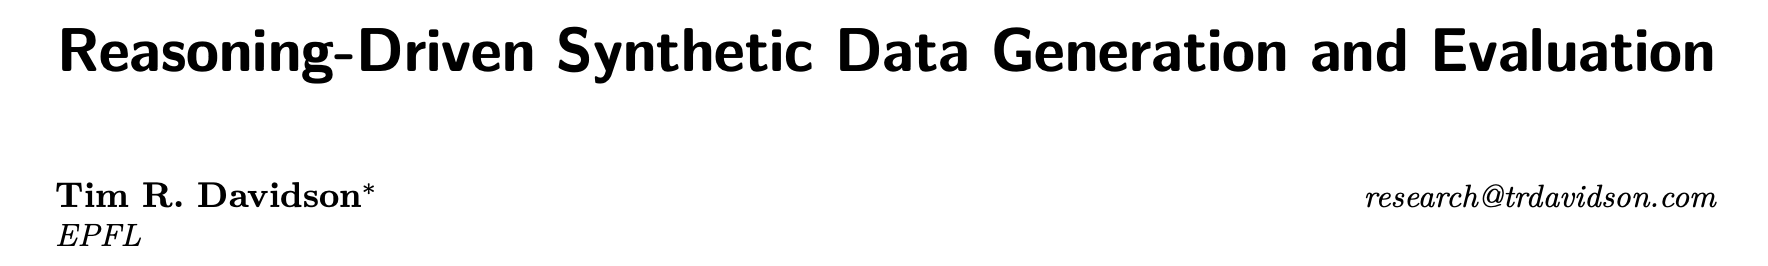 Reasoning-Driven Synthetic Data Generation and Evaluation
Tim R. Davidson* research@trdavidson.com
EPFL